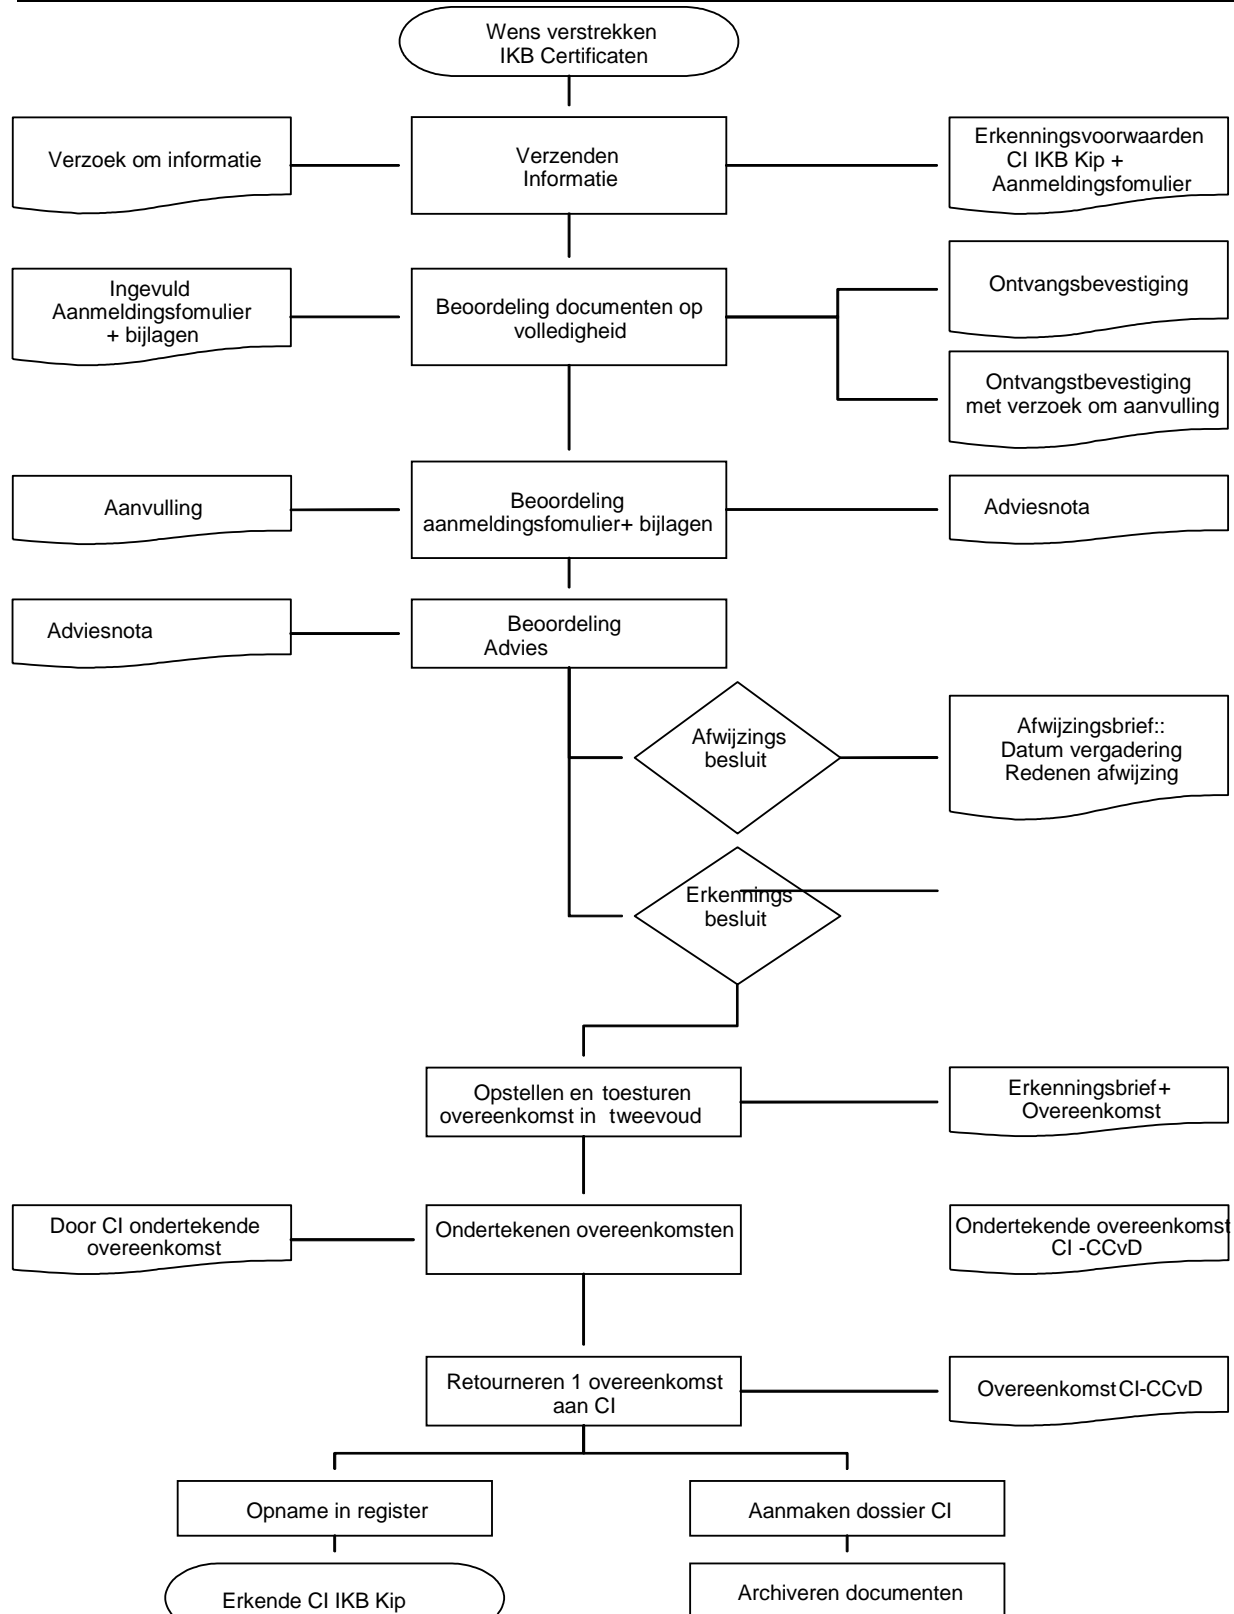 Wens verstrekken
IKB Certificaten
Verzoek om informatie
Verzenden
Informatie
Erkenningsvoorwaarden
CI IKB Kip +
Aanmeldingsfomulier
Ingevuld
Aanmeldingsfomulier
+ bijlagen
Beoordeling documenten op
volledigheid
Ontvangsbevestiging
Ontvangstbevestiging
met verzoek om aanvulling
Aanvulling
Beoordeling
aanmeldingsfomulier+ bijlagen
Adviesnota
Adviesnota
Beoordeling
Advies
Afwijzings
besluit
Afwijzingsbrief::
Datum vergadering
Redenen afwijzing
Erkennings
besluit
Opstellen en toesturen
overeenkomst in tweevoud
Erkenningsbrief+
Overeenkomst
Door CI ondertekende
overeenkomst
Ondertekenen overeenkomsten
Ondertekende overeenkomst
CI -CCvD
Retourneren 1 overeenkomst
aan CI
Overeenkomst CI-CCvD
Opname in register
Aanmaken dossier CI
Erkende CI IKB Kip
Archiveren documenten